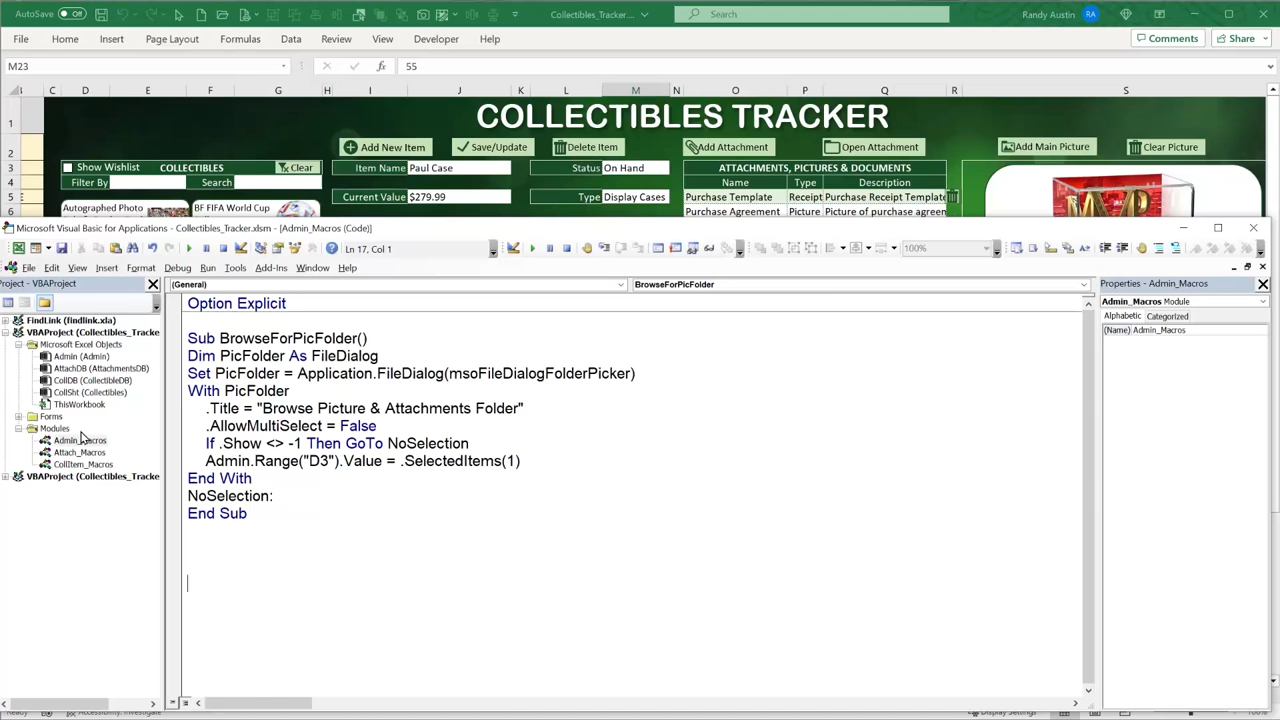 AutoSave Off
Collectibles_Tracker....
Search
Randy Austin
RA
File Home Insert Page Layout Formulas Data Review View Developer Help
Comments
Share
M23
fx
55
C D E F G H I J K L M N O P Q R S
1
COLLECTIBLES TRACKER
2
Add New Item
Save/Update
Delete Item
Add Attachment
Open Attachment
Add Main Picture
Clear Picture
3
Show Wishlist COLLECTIBLES Clear
Item Name Paul Case
Status On Hand
ATTACHMENTS, PICTURES & DOCUMENTS
4
Filter By Search
Name Type Description
5
Current Value $279.99
Type Display Cases
Purchase Template Receipt Purchase Receipt Template
6
Autographed Photo
BF FIFA World Cup
Purchase Agreement Picture Picture of purchase agreem
Microsoft Visual Basic for Applications - Collectibles_Tracker.xlsm - [Admin_Macros (Code)]
Ln 17, Col 1
100%
File Edit View Insert Format Debug Run Tools Add-Ins Window Help
Project - VBAProject
FindLink (findlink.xla)
VBAProject (Collectibles_Tracke
Microsoft Excel Objects
Admin (Admin)
AttachDB (AttachmentsDB)
CollDB (CollectibleDB)
CollSht (Collectibles)
ThisWorkbook
Forms
Modules
Admin_Macros
Attach_Macros
CollItem_Macros
VBAProject (Collectibles_Tracke
(General)
BrowseForPicFolder
Option Explicit
Sub BrowseForPicFolder()
Dim PicFolder As FileDialog
Set PicFolder = Application.FileDialog(msoFileDialogFolderPicker)
With PicFolder
.Title = "Browse Picture & Attachments Folder"
.AllowMultiSelect = False
If .Show <> -1 Then GoTo NoSelection
Admin.Range("D3").Value = .SelectedItems(1)
End With
NoSelection:
End Sub
Properties - Admin_Macros
Admin_Macros Module
Alphabetic Categorized
(Name) Admin_Macros